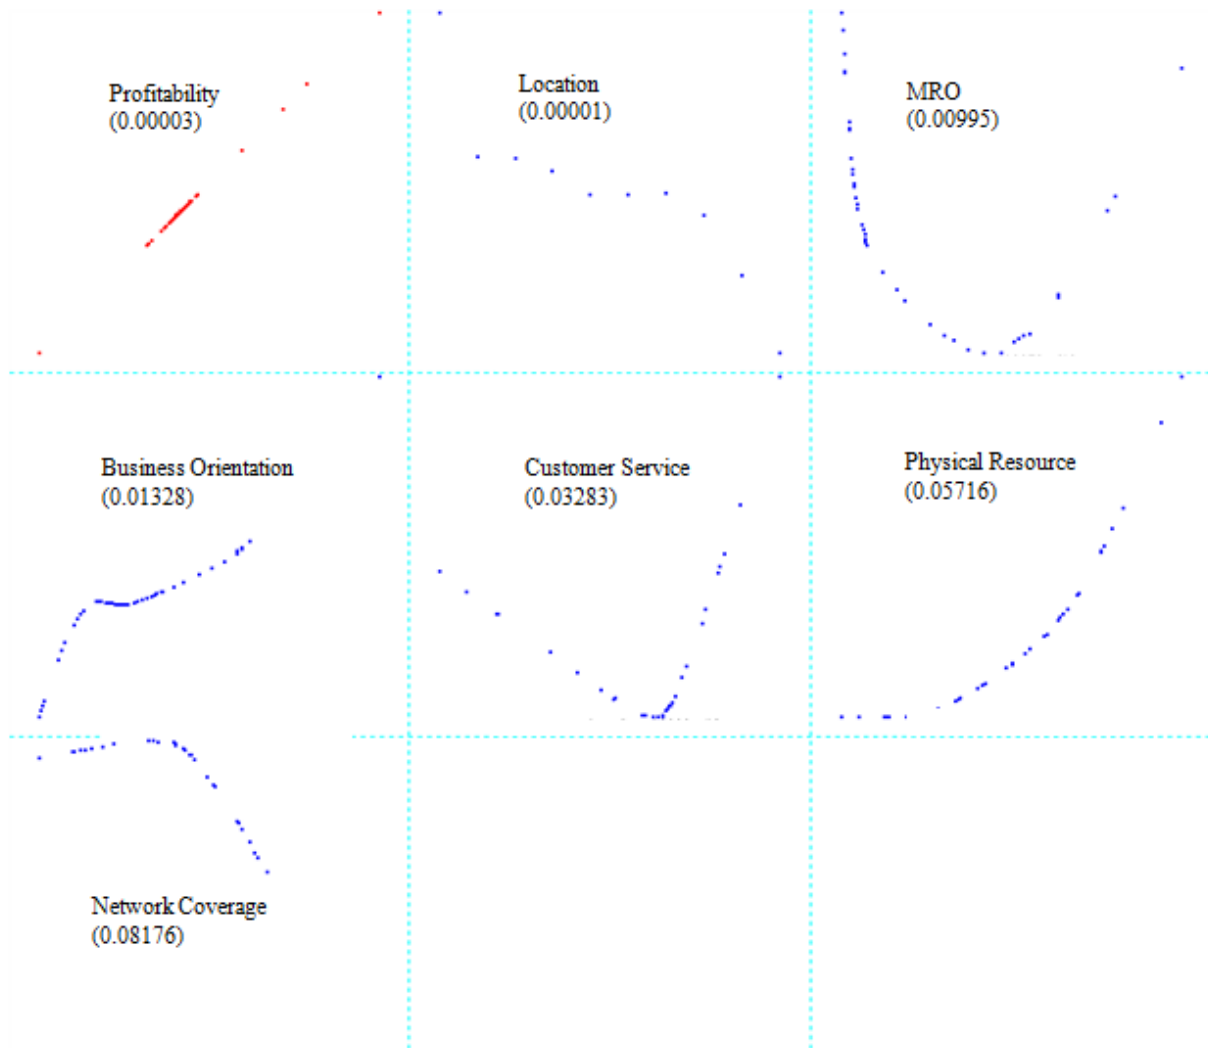 Profitability
(0.00003)
Location
(0.00001)
MRO
(0.00995)
Business Orientation
(0.01328)
Customer Service
(0.03283)
Physical Resource
(0.05716)
Network Coverage
(0.08176)